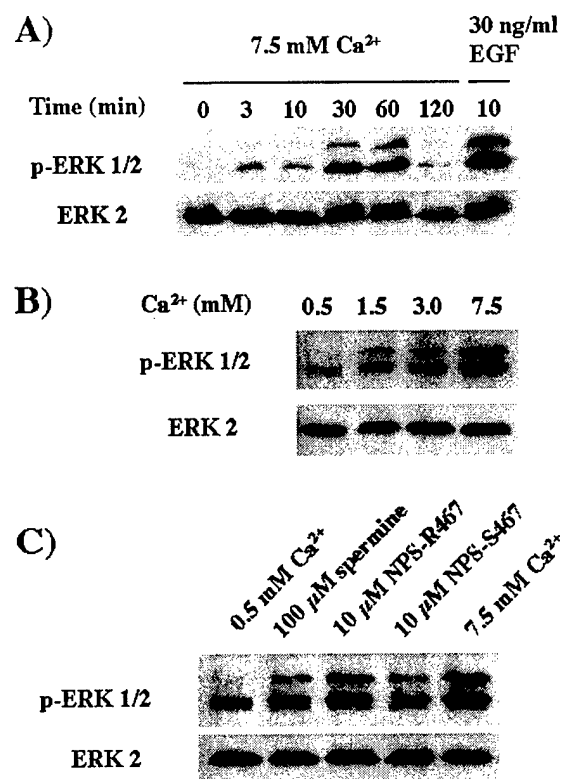 A)
7.5 mM Ca²⁺
30 ng/ml
EGF
Time (min) 0 3 10 30 60 120 10
p-ERK 1/2
ERK 2
B)
Ca²⁺ (mM) 0.5 1.5 3.0 7.5
p-ERK 1/2
ERK 2
C)
0.5 mM Ca²⁺
100 µM spermine
10 µM NPS-R467
10 µM NPS-S467
7.5 mM Ca²⁺
p-ERK 1/2
ERK 2